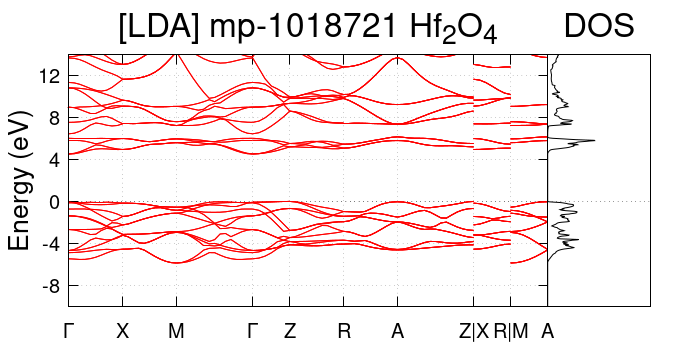 [LDA] mp-1018721 Hf₂O₄ DOS
Energy (eV)
12
8
4
0
-4
-8
Γ X M Γ Z R A Z|X R|M A